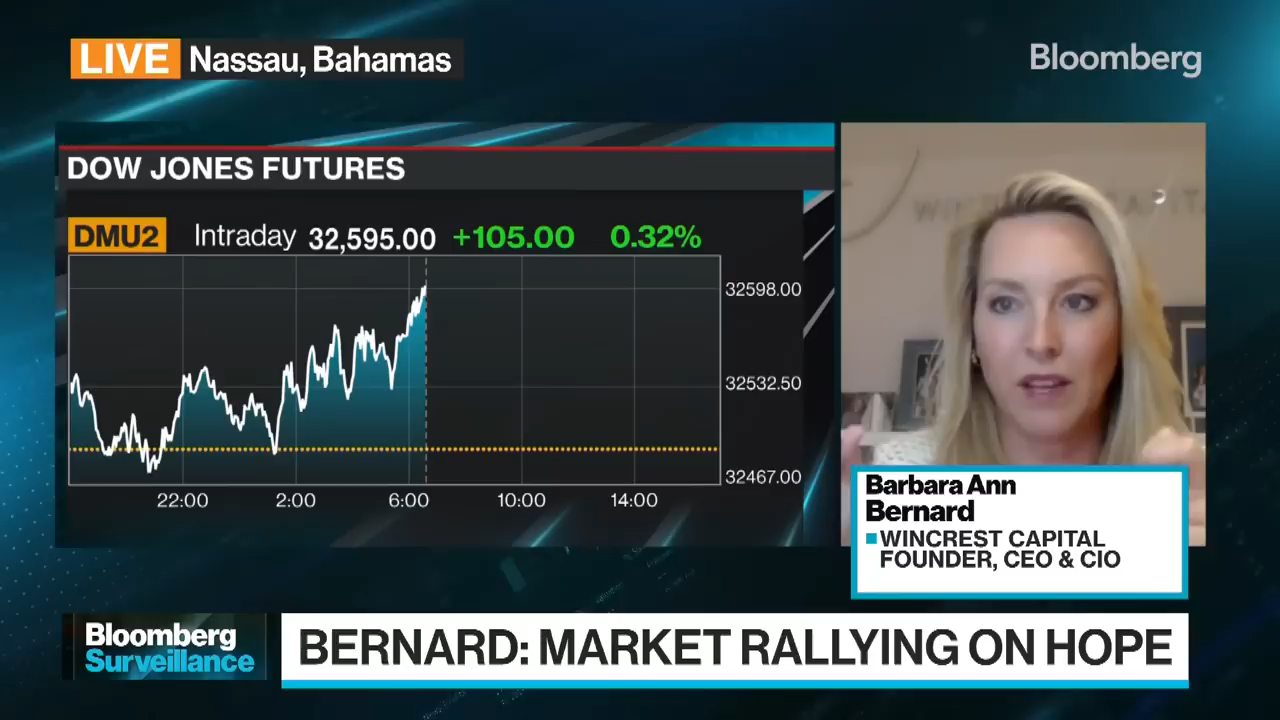 LIVE Nassau, Bahamas
Bloomberg
DOW JONES FUTURES
DMU2 Intraday 32,595.00 +105.00 0.32%
32598.00
32532.50
32467.00
22:00 2:00 6:00 10:00 14:00
Barbara Ann
Bernard
WINCREST CAPITAL
FOUNDER, CEO & CIO
Bloomberg
Surveillance
BERNARD: MARKET RALLYING ON HOPE